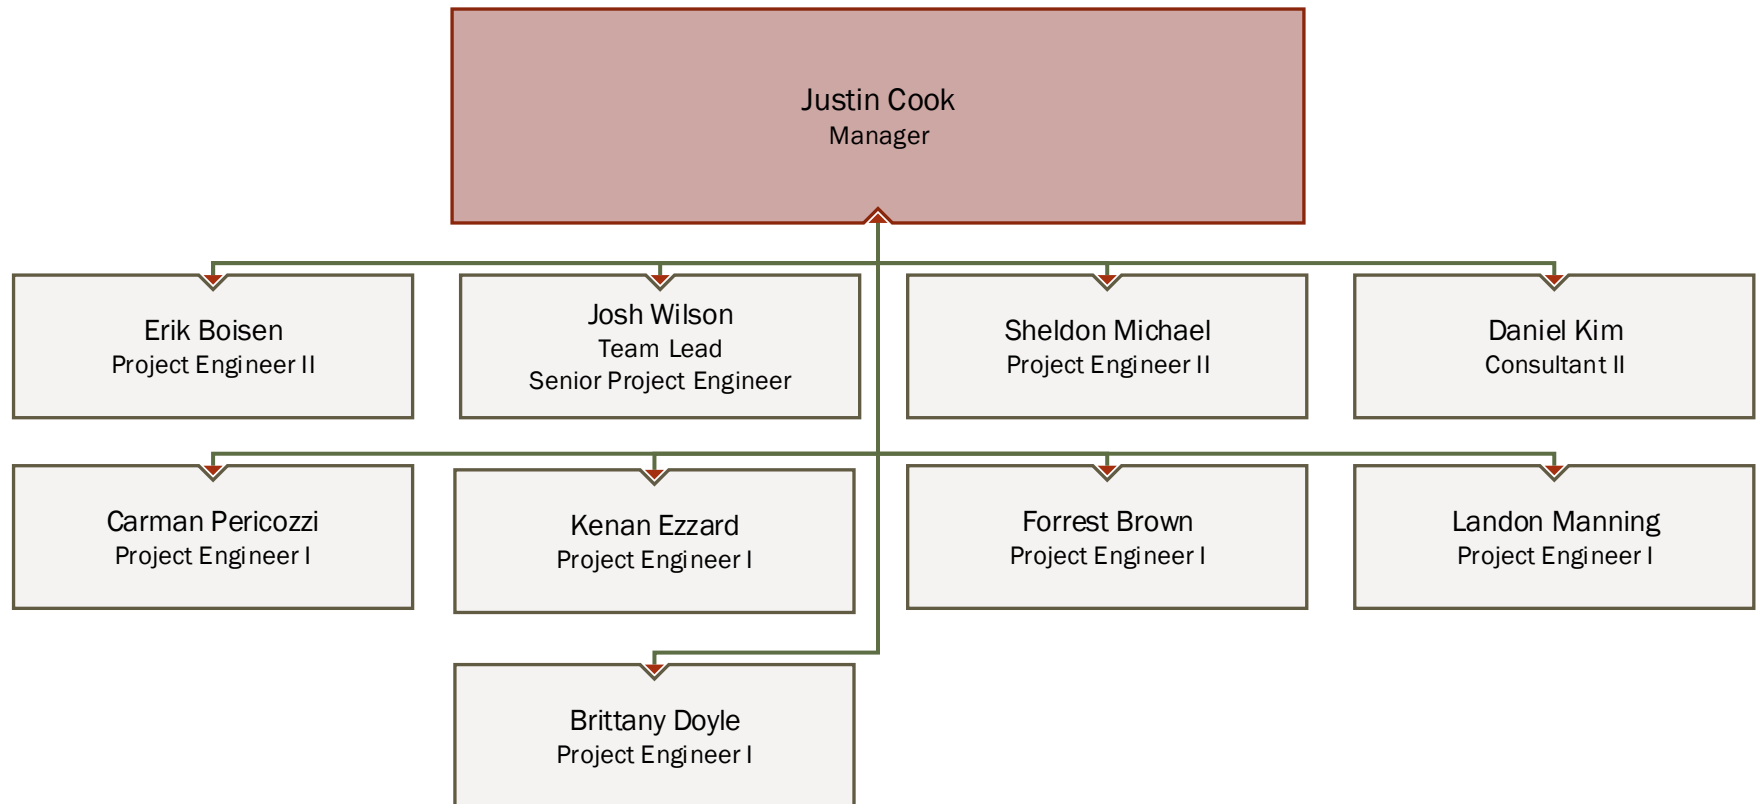 Justin Cook
Manager
Erik Boisen
Project Engineer II
Josh Wilson
Team Lead
Senior Project Engineer
Sheldon Michael
Project Engineer II
Daniel Kim
Consultant II
Carman Pericozzi
Project Engineer I
Kenan Ezzard
Project Engineer I
Forrest Brown
Project Engineer I
Landon Manning
Project Engineer I
Brittany Doyle
Project Engineer I